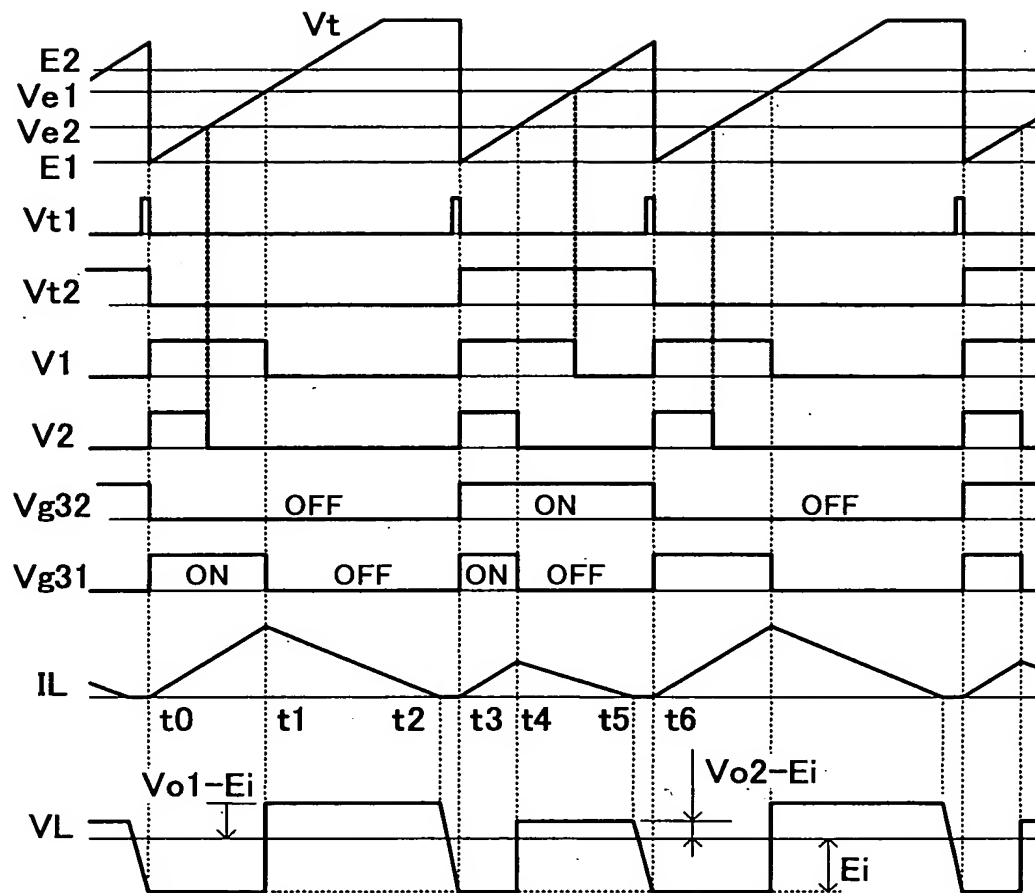 Vt
E2
Ve1
Ve2
E1
Vt1
Vt2
V1
V2
Vg32 OFF ON OFF
Vg31 ON OFF ON OFF
IL
t0 t1 t2 t3 t4 t5 t6
Vo1-Ei Vo2-Ei
VL
Ei